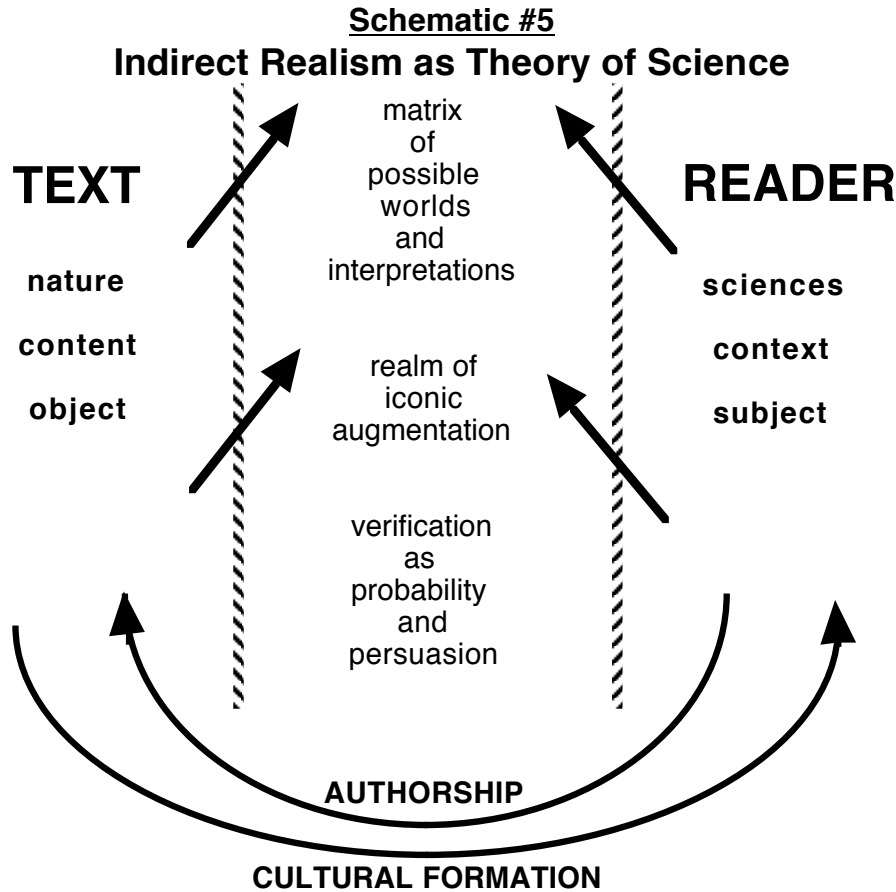 Schematic #5
Indirect Realism as Theory of Science
TEXT
nature
content
object
matrix
of
possible
worlds
and
interpretations
realm of
iconic
augmentation
verification
as
probability
and
persuasion
READER
sciences
context
subject
AUTHORSHIP
CULTURAL FORMATION